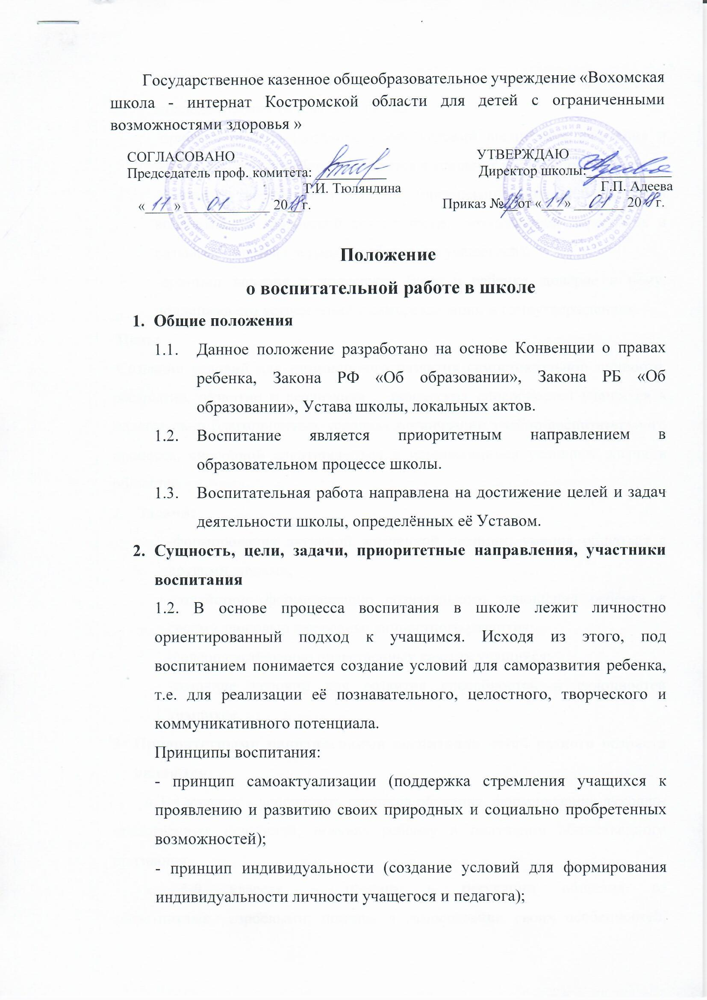 Государственное казенное общеобразовательное учреждение «Вохомская
школа - интернат Костромской области для детей с ограниченными
возможностями здоровья »
СОГЛАСОВАНО
Председатель проф. комитета:
Т.И. Тюляндина
«11» 01 2018г.
УТВЕРЖДАЮ
Директор школы:
Г.П. Адеева
Приказ № от «11» 01 2018 г.
Положение
о воспитательной работе в школе
1. Общие положения
1.1. Данное положение разработано на основе Конвенции о правах
ребенка, Закона РФ «Об образовании», Закона РБ «Об
образовании», Устава школы, локальных актов.
1.2. Воспитание является приоритетным направлением в
образовательном процессе школы.
1.3. Воспитательная работа направлена на достижение целей и задач
деятельности школы, определённых её Уставом.
2. Сущность, цели, задачи, приоритетные направления, участники
воспитания
1.2. В основе процесса воспитания в школе лежит личностно
ориентированный подход к учащимся. Исходя из этого, под
воспитанием понимается создание условий для саморазвития ребенка,
т.е. для реализации её познавательного, целостного, творческого и
коммуникативного потенциала.
Принципы воспитания:
- принцип самоактуализации (поддержка стремления учащихся к
проявлению и развитию своих природных и социально пробретенных
возможностей);
- принцип индивидуальности (создание условий для формирования
индивидуальности личности учащегося и педагога);